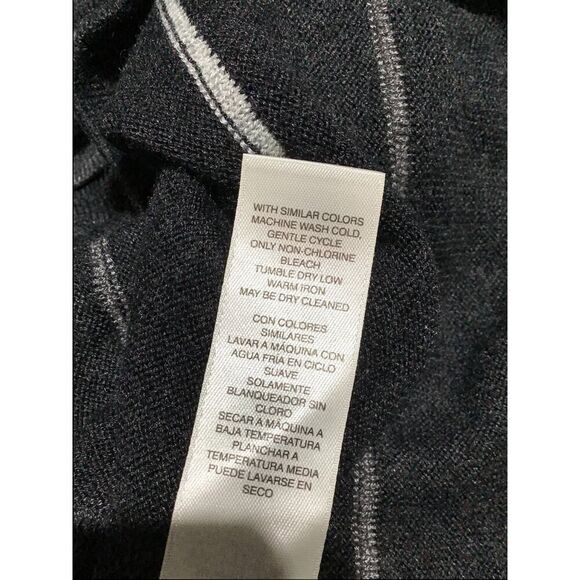 WITH SIMILAR COLORS
MACHINE WASH COLD,
GENTLE CYCLE
ONLY NON-CHLORINE
BLEACH
TUMBLE DRY LOW
WARM IRON
MAY BE DRY CLEANED
CON COLORES
SIMILARES
LAVAR A MÁQUINA CON
AGUA FRÍA EN CICLO
SUAVE
SOLAMENTE
BLANQUEADOR SIN
CLORO
SECAR A MÁQUINA A
BAJA TEMPERATURA
PLANCHAR A
TEMPERATURA MEDIA
PUEDE LAVARSE EN
SECO